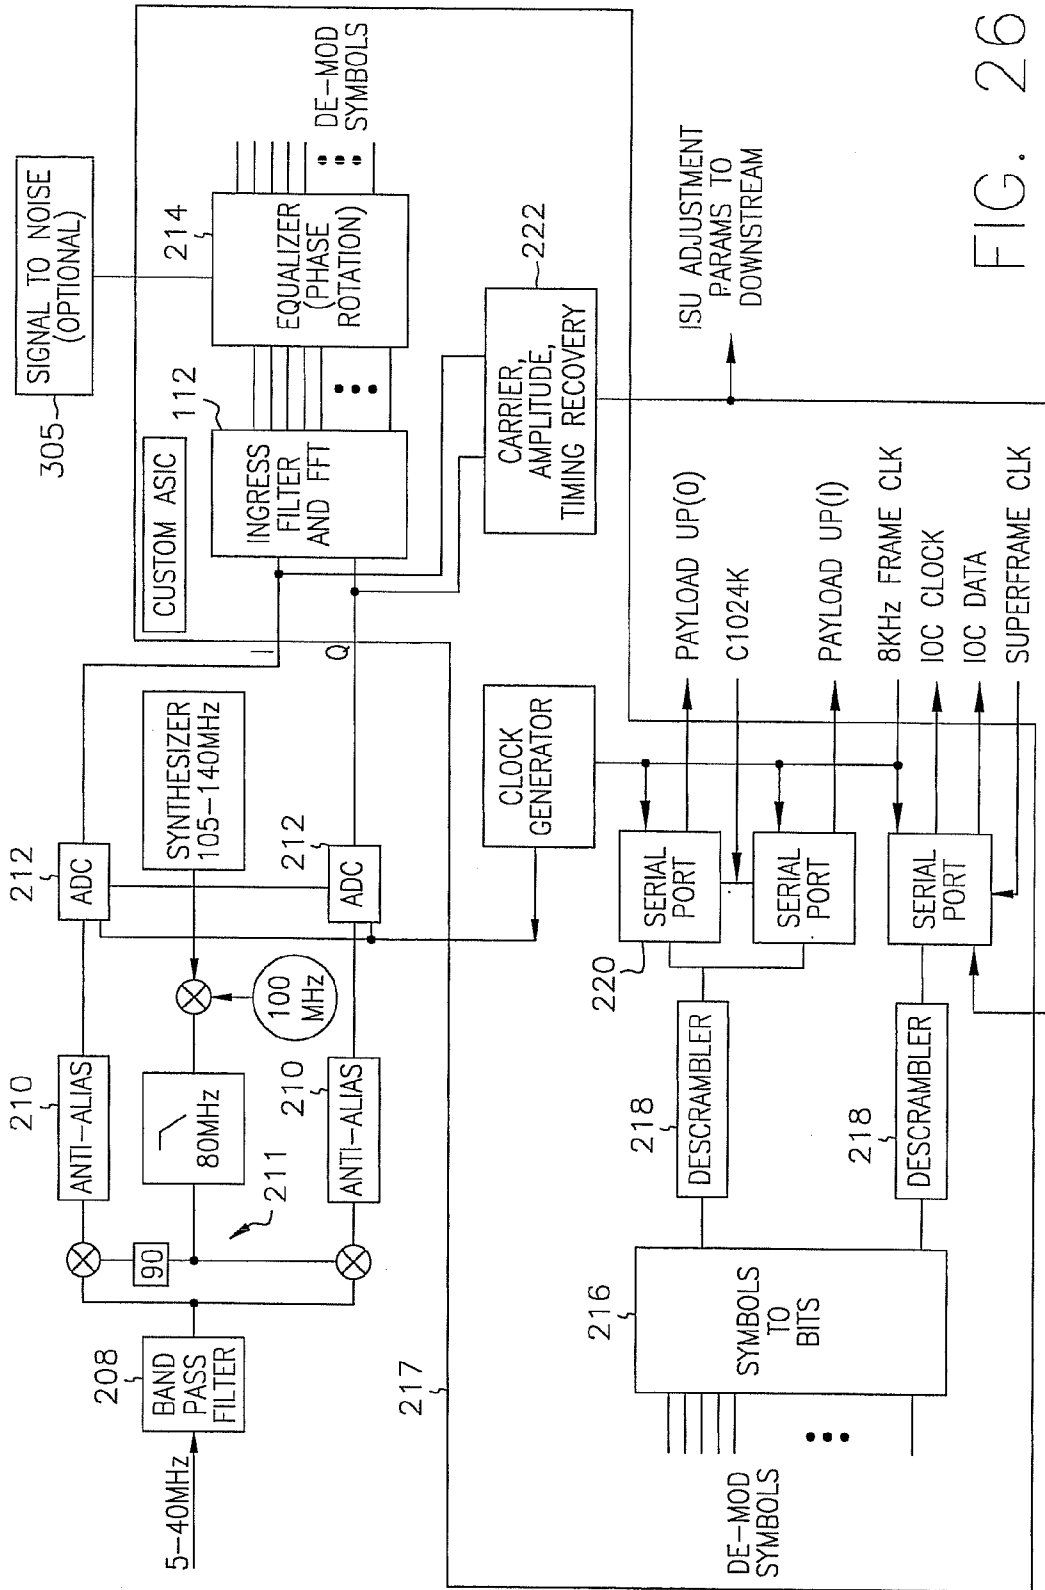 5-40MHz
208
BAND
PASS
FILTER
90
211
210
ANTI-ALIAS
80MHz
210
ANTI-ALIAS
100
MHz
212
ADC
SYNTHESIZER
105-140MHz
212
ADC
I
Q
CUSTOM ASIC
305
SIGNAL TO NOISE
(OPTIONAL)
112
INGRESS
FILTER
AND FFT
214
EQUALIZER
(PHASE
ROTATION)
DE-MOD
SYMBOLS
222
CARRIER,
AMPLITUDE,
TIMING RECOVERY
ISU ADJUSTMENT
PARAMS TO
DOWNSTREAM
217
CLOCK
GENERATOR
DE-MOD
SYMBOLS
216
SYMBOLS
TO
BITS
218
DESCRAMBLER
218
DESCRAMBLER
220
SERIAL
PORT
SERIAL
PORT
SERIAL
PORT
PAYLOAD UP(0)
C1024K
PAYLOAD UP(1)
8KHz FRAME CLK
IOC CLOCK
IOC DATA
SUPERFRAME CLK
FIG. 26